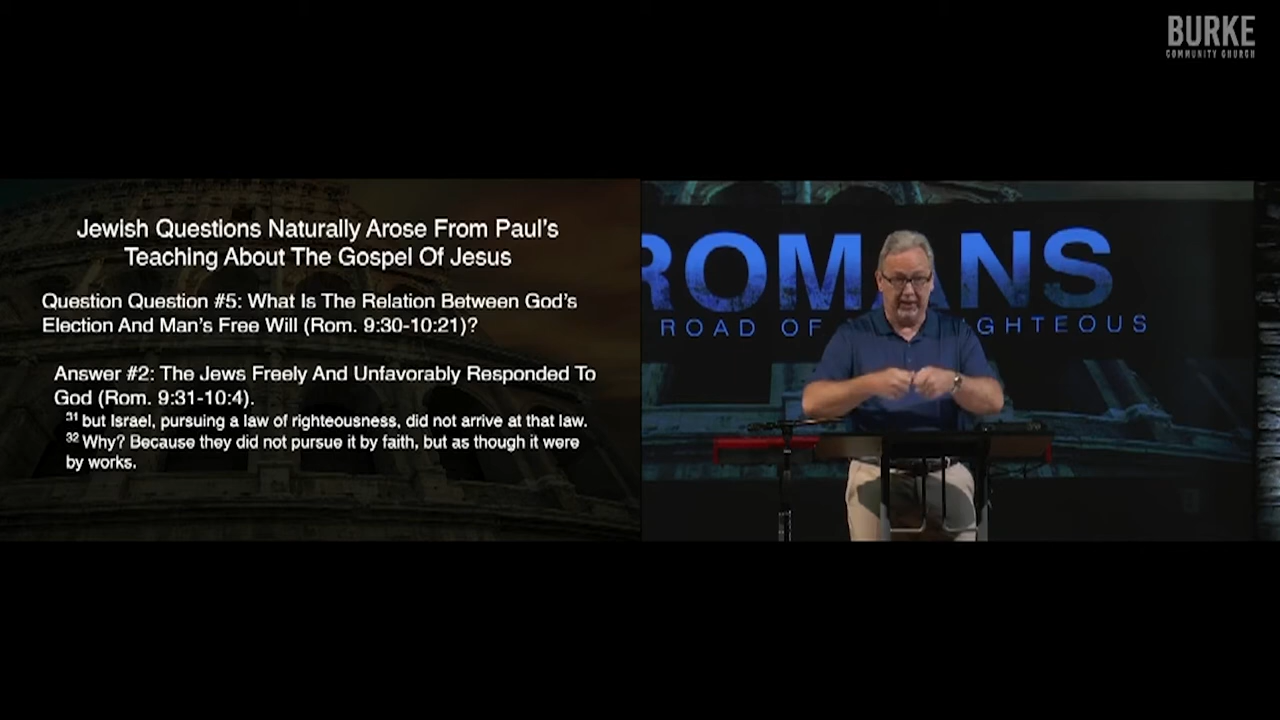 BURKE
COMMUNITY CHURCH
Jewish Questions Naturally Arose From Paul's
Teaching About The Gospel Of Jesus
Question Question #5: What Is The Relation Between God's
Election And Man's Free Will (Rom. 9:30-10:21)?
Answer #2: The Jews Freely And Unfavorably Responded To
God (Rom. 9:31-10:4).
31 but Israel, pursuing a law of righteousness, did not arrive at that law.
32 Why? Because they did not pursue it by faith, but as though it were
by works.
ROMANS
ROAD OF GHTEOUS